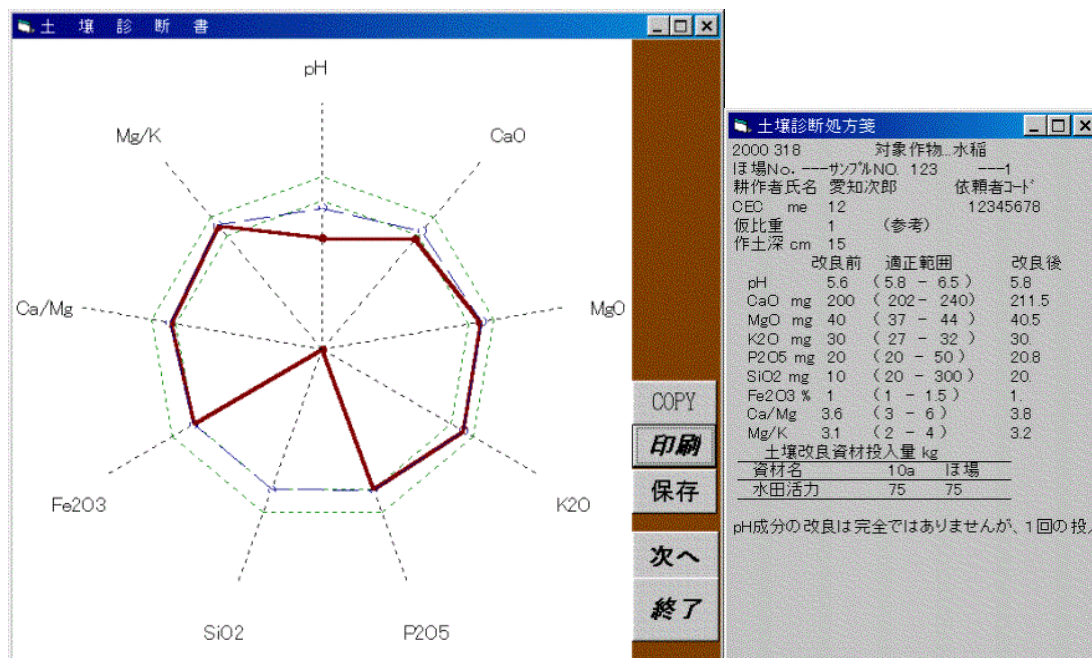 土 壌 診 断 書
pH
Mg/K
CaO
Ca/Mg
MgO
Fe2O3
K2O
SiO2
P2O5
COPY
印刷
保存
次へ
終了
土壌診断処方箋
2000 318 対象作物...水稲
ほ場No. ---サンプルNO. 123 ---1
耕作者氏名 愛知次郎 依頼者コード
CEC me 12 12345678
仮比重 1 (参考)
作土深 cm 15
改良前 適正範囲 改良後
pH 5.6 ( 5.8 - 6.5 ) 5.8
CaO mg 200 ( 202 - 240) 211.5
MgO mg 40 ( 37 - 44 ) 40.5
K2O mg 30 ( 27 - 32 ) 30.
P2O5 mg 20 ( 20 - 50 ) 20.8
SiO2 mg 10 ( 20 - 300 ) 20.
Fe2O3 % 1 ( 1 - 1.5 ) 1.
Ca/Mg 3.6 ( 3 - 6 ) 3.8
Mg/K 3.1 ( 2 - 4 ) 3.2
土壌改良資材投入量 kg
資材名 10a ほ場
水田活力 75 75
pH成分の改良は完全ではありませんが、1回の投